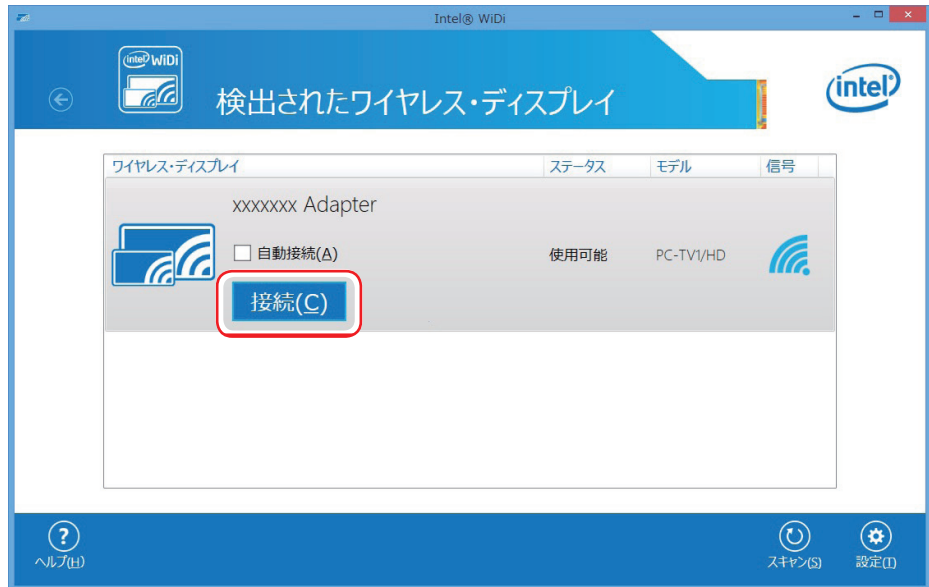 Intel® WiDi
intel WiDi
検出されたワイヤレス・ディスプレイ
intel
ワイヤレス・ディスプレイ ステータス モデル 信号
xxxxxxx Adapter
自動接続(A) 使用可能 PC-TV1/HD
接続(C)
?
ヘルプ(H) スキャン(S) 設定(T)